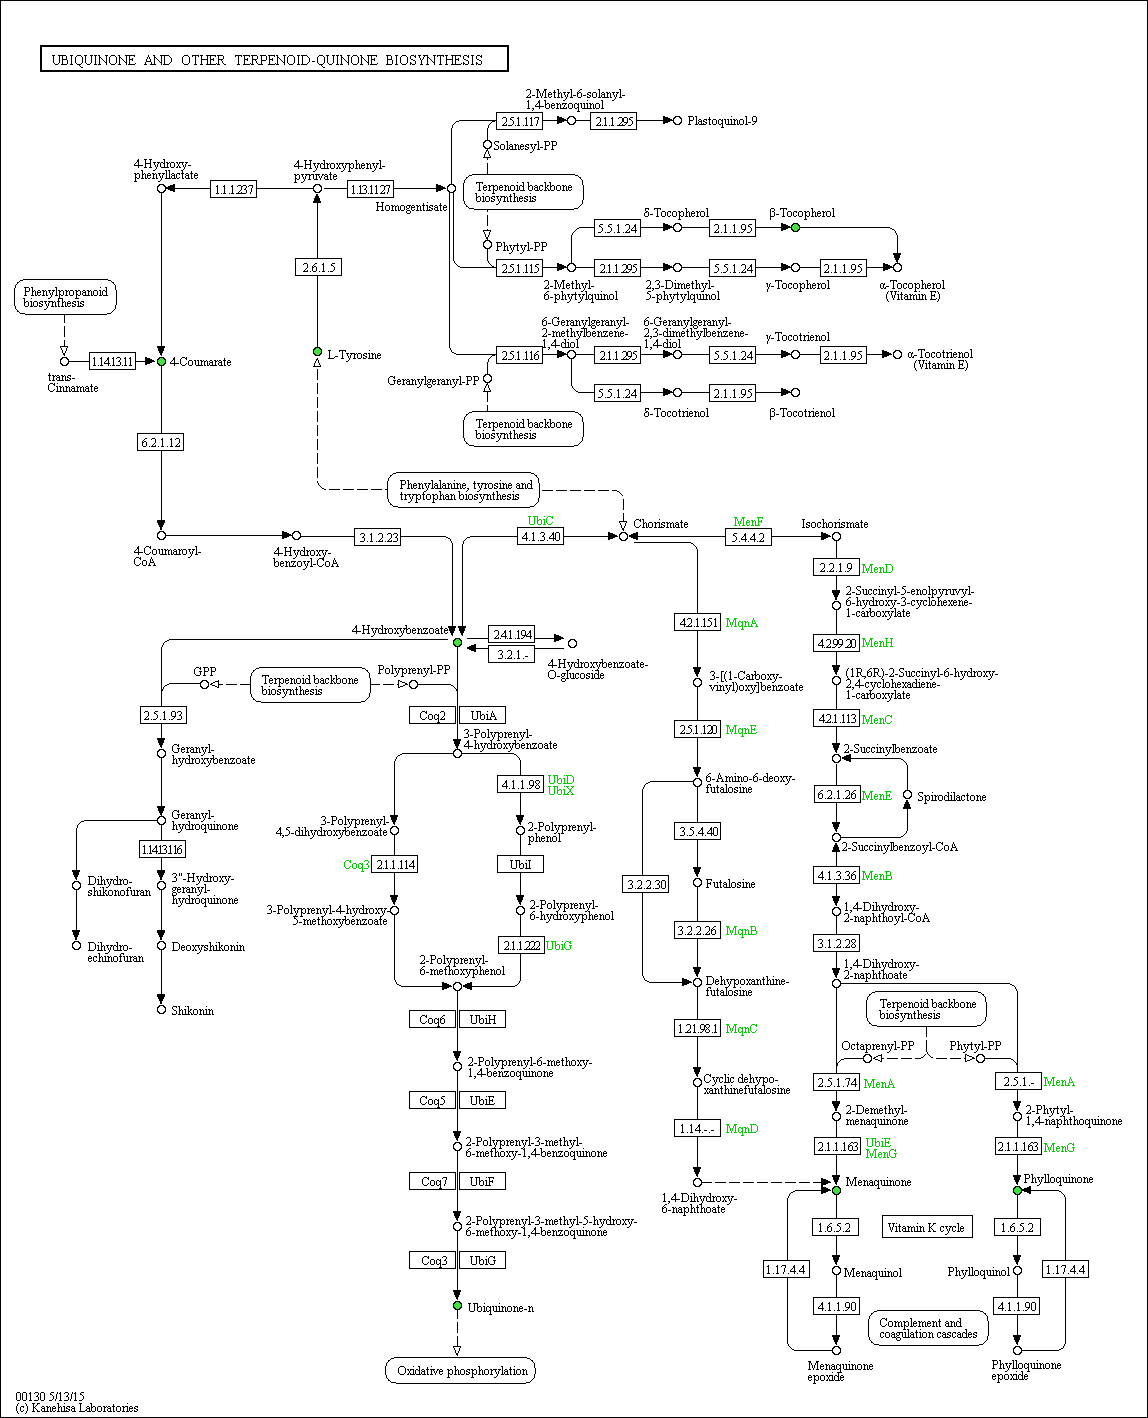 UBIQUINONE AND OTHER TERPENOID-QUINONE BIOSYNTHESIS
2-Methyl-6-solanyl-
1,4-benzoquinol
2.5.1.117
2.1.1.295
Plastoquinol-9
Solanesyl-PP
4-Hydroxy-
phenyllactate
4-Hydroxyphenyl-
pyruvate
1.1.1.237
1.13.11.27
Homogentisate
Terpenoid backbone
biosynthesis
δ-Tocopherol
β-Tocopherol
5.5.1.24
2.1.1.95
Phytyl-PP
2.6.1.5
2.5.1.115
2.1.1.295
5.5.1.24
2.1.1.95
2-Methyl-
6-phytylquinol
2,3-Dimethyl-
5-phytylquinol
γ-Tocopherol
α-Tocopherol
(Vitamin E)
Phenylpropanoid
biosynthesis
6-Geranylgeranyl-
2-methylbenzene-
1,4-diol
6-Geranylgeranyl-
2,3-dimethylbenzene-
1,4-diol
γ-Tocotrienol
2.5.1.116
2.1.1.295
5.5.1.24
2.1.1.95
α-Tocotrienol
(Vitamin E)
1.14.13.11
4-Coumarate
L-Tyrosine
trans-
Cinnamate
Geranylgeranyl-PP
5.5.1.24
2.1.1.95
δ-Tocotrienol
β-Tocotrienol
Terpenoid backbone
biosynthesis
6.2.1.12
Phenylalanine, tyrosine and
tryptophan biosynthesis
UbiC
4.1.3.40
Chorismate
MenF
5.4.4.2
Isochorismate
4-Coumaroyl-
CoA
4-Hydroxy-
benzoyl-CoA
3.1.2.23
2.2.1.9
MenD
2-Succinyl-5-enolpyruvyl-
6-hydroxy-3-cyclohexene-
1-carboxylate
4.2.1.151
MqnA
4-Hydroxybenzoate
2.4.1.194
3.2.1.-
4-Hydroxybenzoate-
O-glucoside
4.2.99.20
MenH
GPP
Terpenoid backbone
biosynthesis
Polyprenyl-PP
3-[(1-Carboxy-
vinyl)oxy]benzoate
(1R,6R)-2-Succinyl-6-hydroxy-
2,4-cyclohexadiene-
1-carboxylate
2.5.1.93
Coq2
UbiA
2.5.1.120
MqnE
4.2.1.113
MenC
3-Polyprenyl-
4-hydroxybenzoate
Geranyl-
hydroxybenzoate
2-Succinylbenzoate
4.1.1.98
UbiD
UbiX
6-Amino-6-deoxy-
futalosine
6.2.1.26
MenE
Spirodilactone
Geranyl-
hydroquinone
3-Polyprenyl-
4,5-dihydroxybenzoate
2-Polyprenyl-
phenol
3.5.4.40
2-Succinylbenzoyl-CoA
1.14.13.116
Coq3
2.1.1.114
UbiI
4.1.3.36
MenB
Dihydro-
shikonofuran
3"-Hydroxy-
geranyl-
hydroquinone
3.2.2.30
Futalosine
3-Polyprenyl-4-hydroxy-
5-methoxybenzoate
2-Polyprenyl-
6-hydroxyphenol
1,4-Dihydroxy-
2-naphthoyl-CoA
Dihydro-
echinofuran
Deoxyshikonin
2.1.1.222
UbiG
3.2.2.26
MqnB
3.1.2.28
2-Polyprenyl-
6-methoxyphenol
1,4-Dihydroxy-
2-naphthoate
Dehypoxanthine-
futalosine
Shikonin
Coq6
UbiH
1.21.98.1
MqnC
Terpenoid backbone
biosynthesis
Octaprenyl-PP
Phytyl-PP
2-Polyprenyl-6-methoxy-
1,4-benzoquinone
Cyclic dehypo-
xanthinefutalosine
2.5.1.74
MenA
2.5.1.-
MenA
Coq5
UbiE
2-Demethyl-
menaquinone
2-Phytyl-
1,4-naphthoquinone
1.14.-.-
MqnD
2-Polyprenyl-3-methyl-
6-methoxy-1,4-benzoquinone
2.1.1.163
UbiE
MenG
2.1.1.163
MenG
Coq7
UbiF
1,4-Dihydroxy-
6-naphthoate
Menaquinone
Phylloquinone
2-Polyprenyl-3-methyl-5-hydroxy-
6-methoxy-1,4-benzoquinone
1.6.5.2
Vitamin K cycle
1.6.5.2
Coq3
UbiG
1.17.4.4
Menaquinol
Phylloquinol
1.17.4.4
Ubiquinone-n
4.1.1.90
4.1.1.90
Complement and
coagulation cascades
Oxidative phosphorylation
Menaquinone
epoxide
Phylloquinone
epoxide
00130 5/13/15
(c) Kanehisa Laboratories